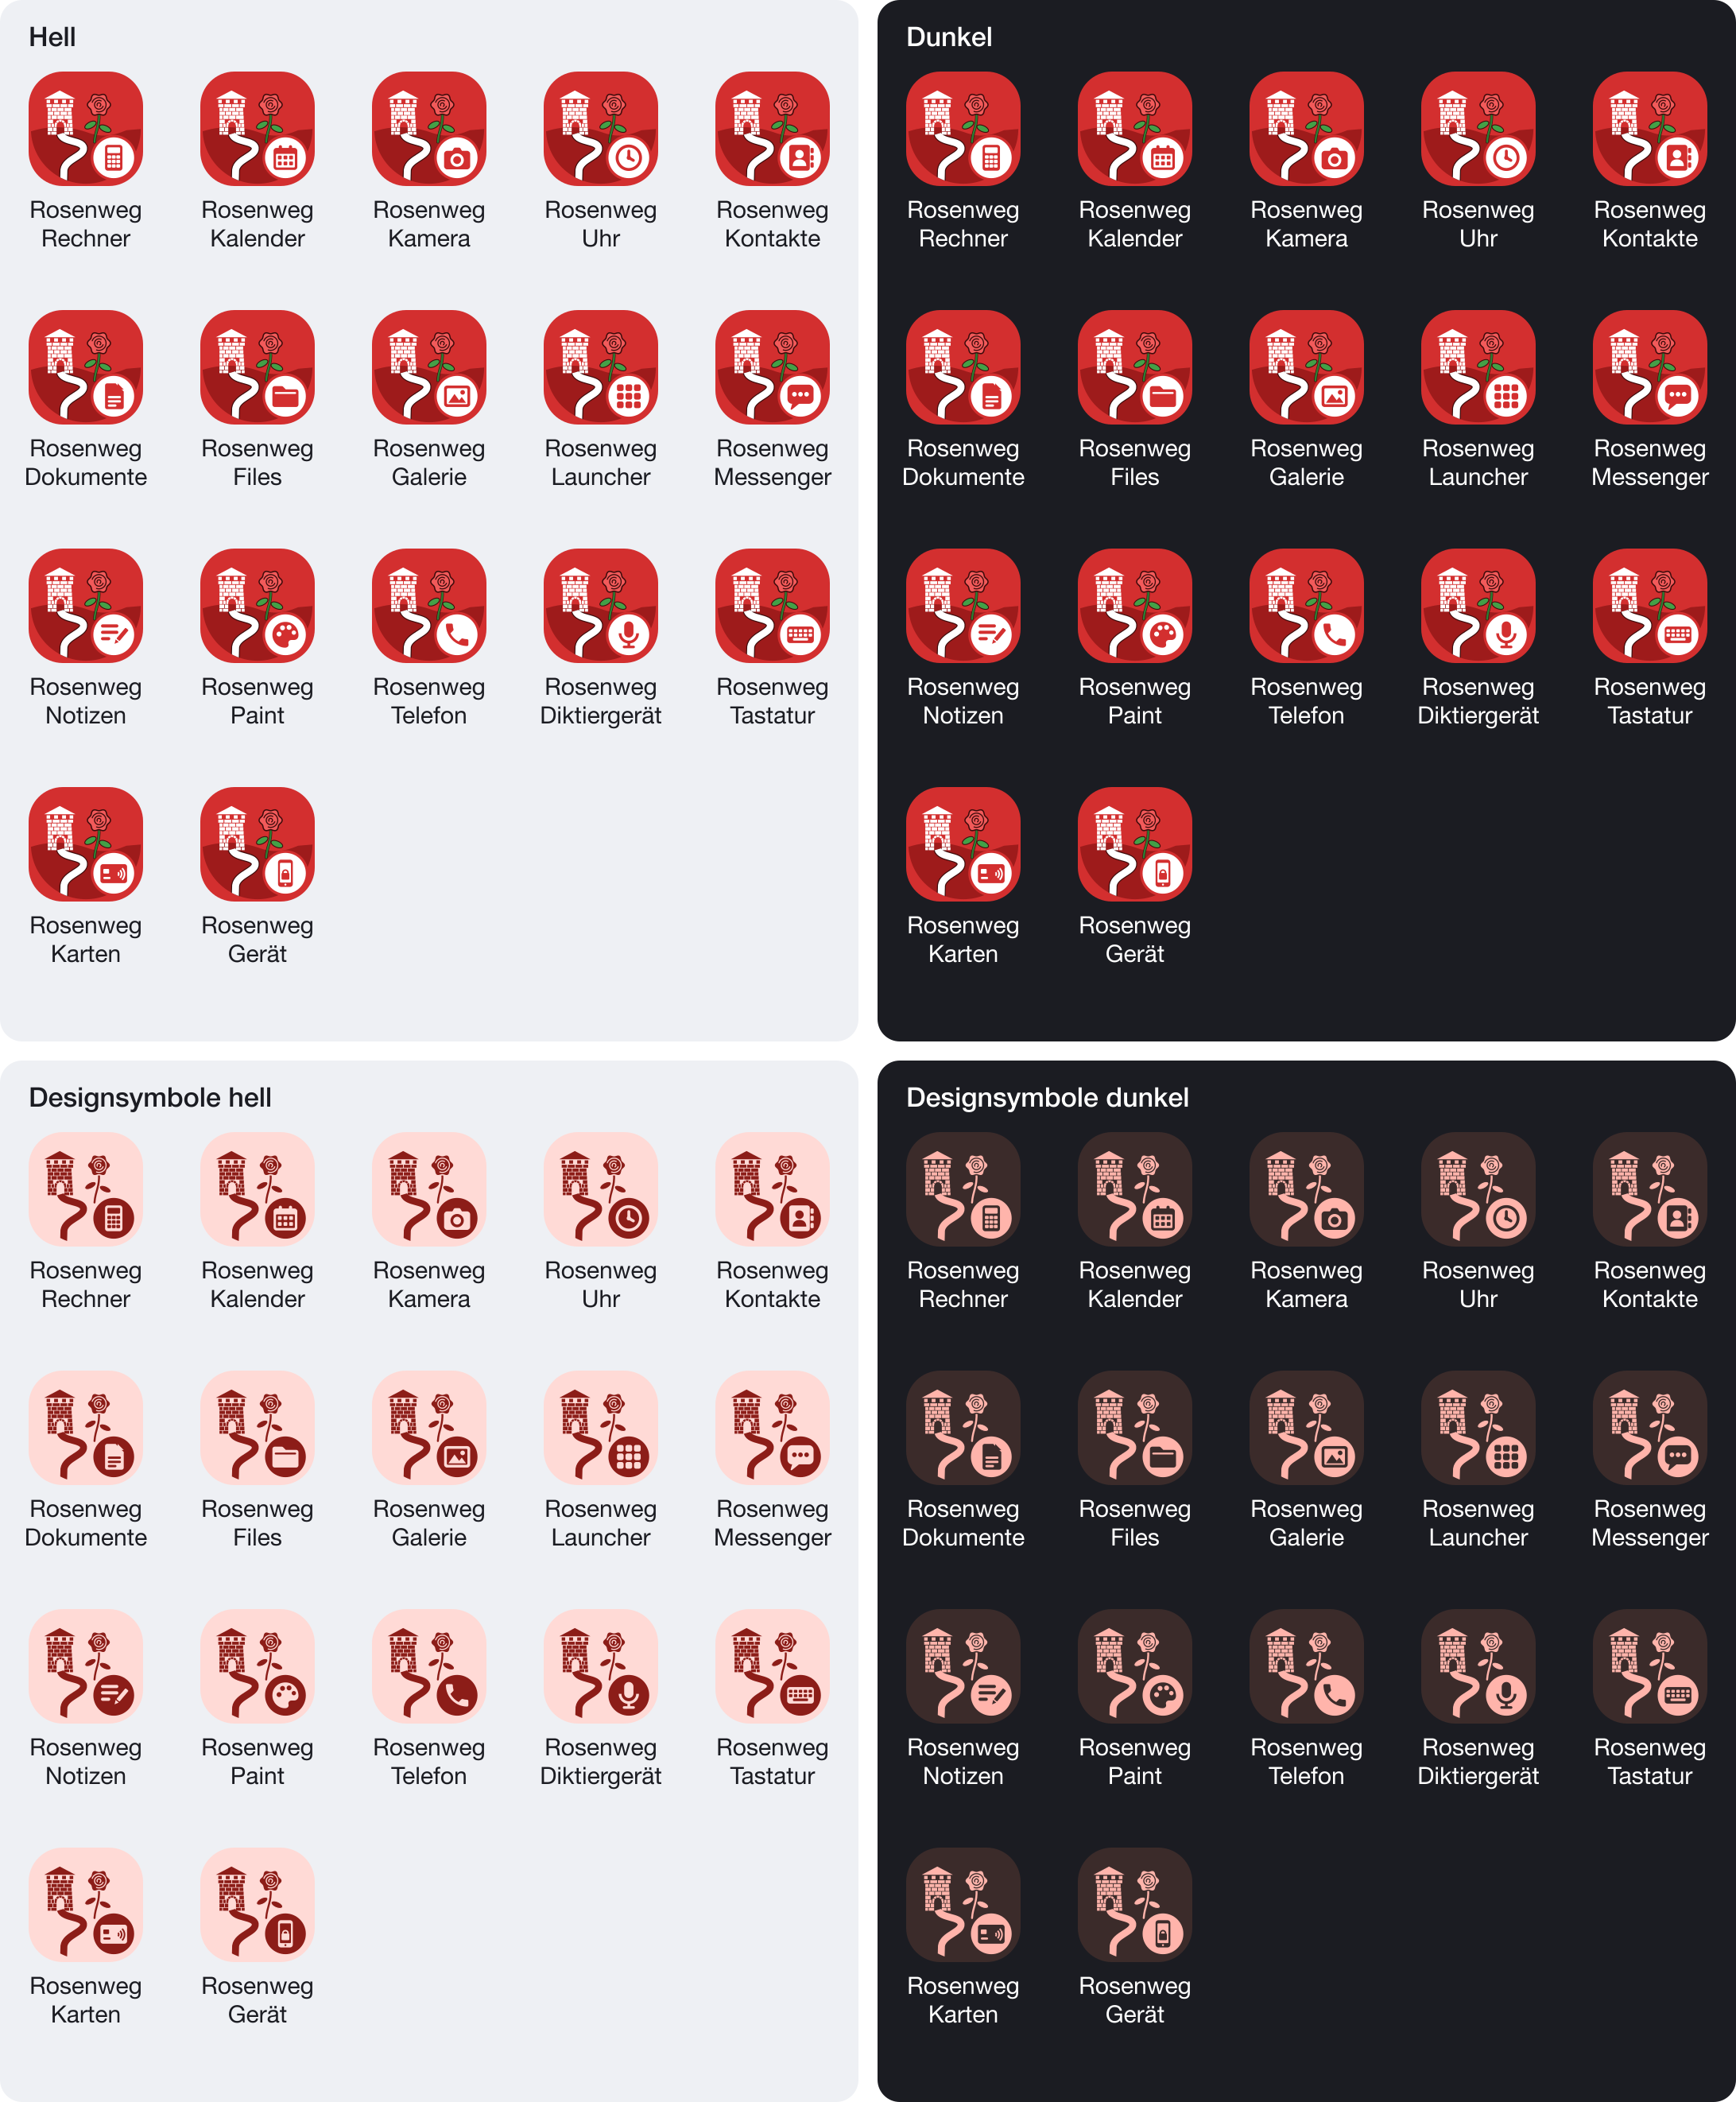 Hell
Rosenweg Rosenweg Rosenweg Rosenweg Rosenweg
Rechner Kalender Kamera Uhr Kontakte
Rosenweg Rosenweg Rosenweg Rosenweg Rosenweg
Dokumente Files Galerie Launcher Messenger
Rosenweg Rosenweg Rosenweg Rosenweg Rosenweg
Notizen Paint Telefon Diktiergerät Tastatur
Rosenweg Rosenweg
Karten Gerät
Dunkel
Rosenweg Rosenweg Rosenweg Rosenweg Rosenweg
Rechner Kalender Kamera Uhr Kontakte
Rosenweg Rosenweg Rosenweg Rosenweg Rosenweg
Dokumente Files Galerie Launcher Messenger
Rosenweg Rosenweg Rosenweg Rosenweg Rosenweg
Notizen Paint Telefon Diktiergerät Tastatur
Rosenweg Rosenweg
Karten Gerät
Designsymbole hell
Rosenweg Rosenweg Rosenweg Rosenweg Rosenweg
Rechner Kalender Kamera Uhr Kontakte
Rosenweg Rosenweg Rosenweg Rosenweg Rosenweg
Dokumente Files Galerie Launcher Messenger
Rosenweg Rosenweg Rosenweg Rosenweg Rosenweg
Notizen Paint Telefon Diktiergerät Tastatur
Rosenweg Rosenweg
Karten Gerät
Designsymbole dunkel
Rosenweg Rosenweg Rosenweg Rosenweg Rosenweg
Rechner Kalender Kamera Uhr Kontakte
Rosenweg Rosenweg Rosenweg Rosenweg Rosenweg
Dokumente Files Galerie Launcher Messenger
Rosenweg Rosenweg Rosenweg Rosenweg Rosenweg
Notizen Paint Telefon Diktiergerät Tastatur
Rosenweg Rosenweg
Karten Gerät